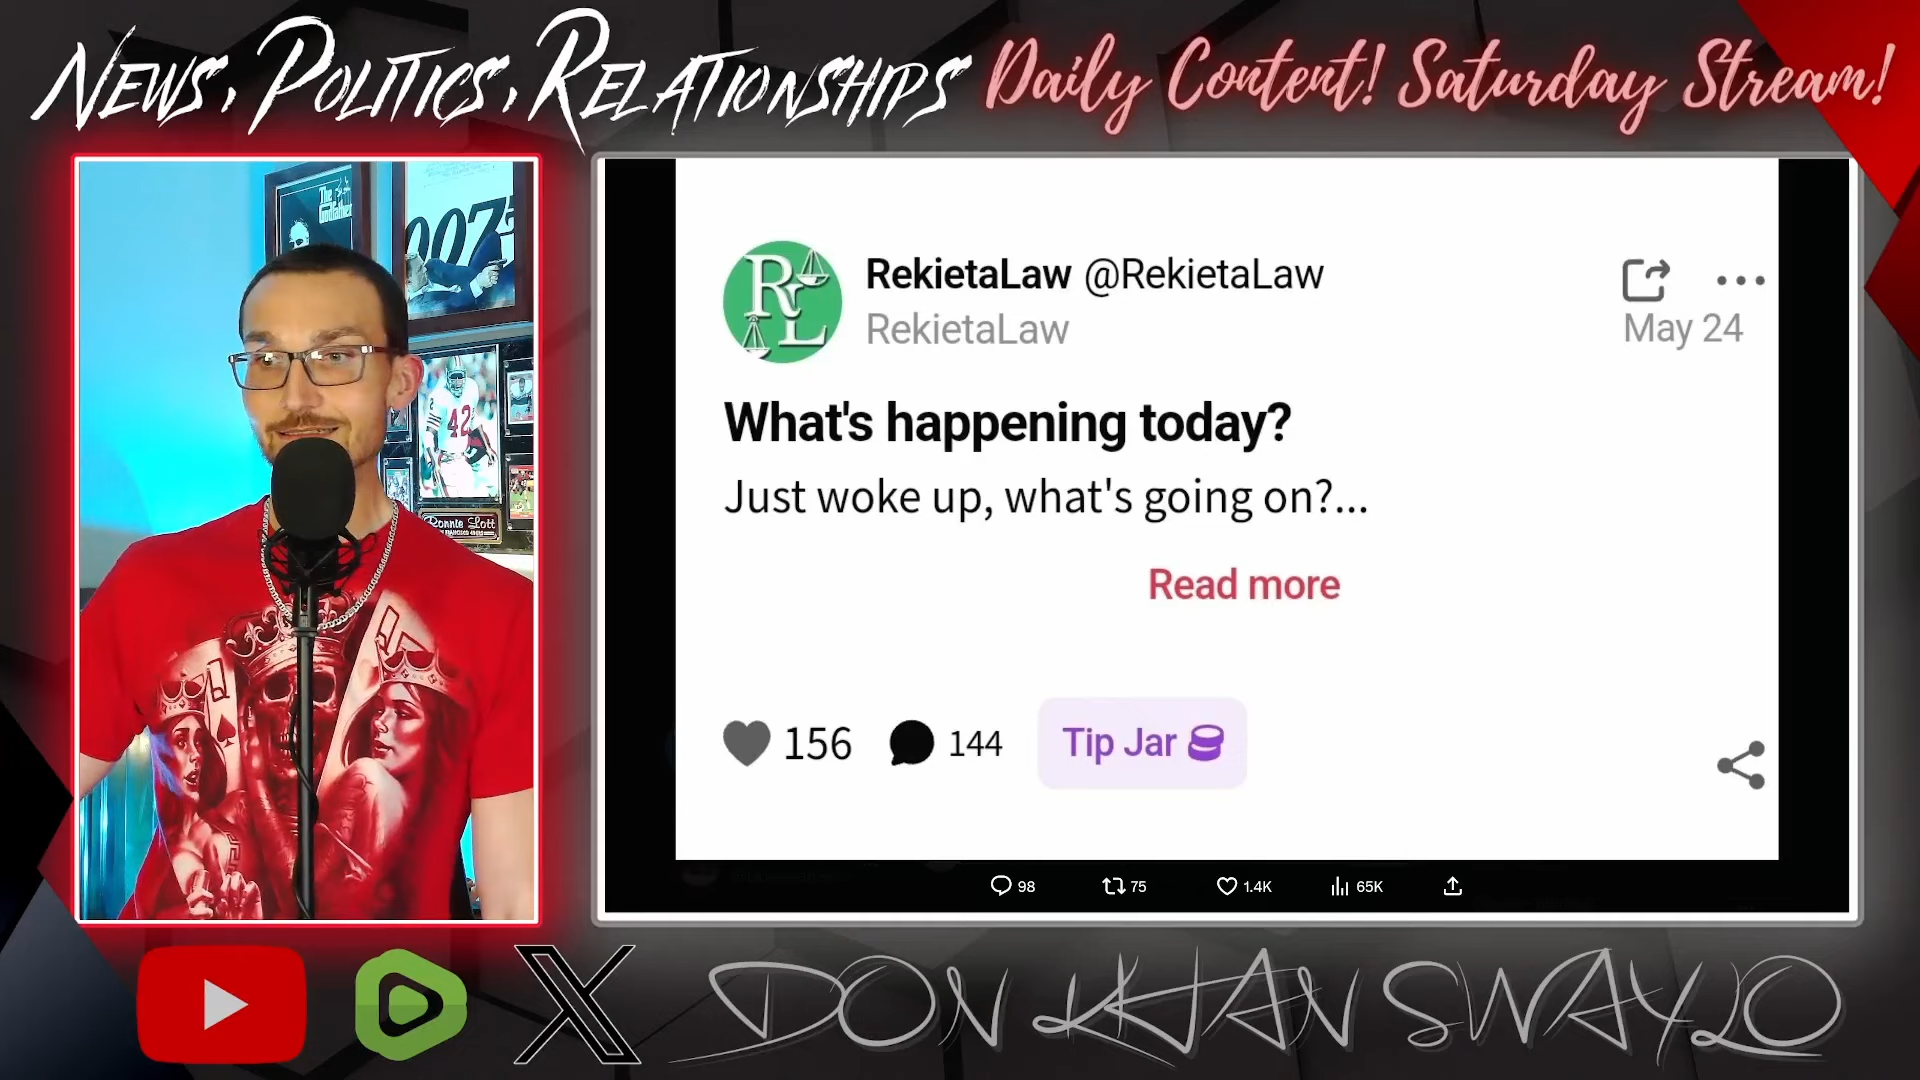 NEWS, POLITICS, RELATIONSHIPS Daily Content! Saturday Stream!
The
Godfather
007
42
Ronnie Lott
RL
RekietaLaw @RekietaLaw
RekietaLaw
May 24
What's happening today?
Just woke up, what's going on?...
Read more
156 144 Tip Jar
98 75 1.4K 65K
Q
Q
X DON KHAN SWAYLO